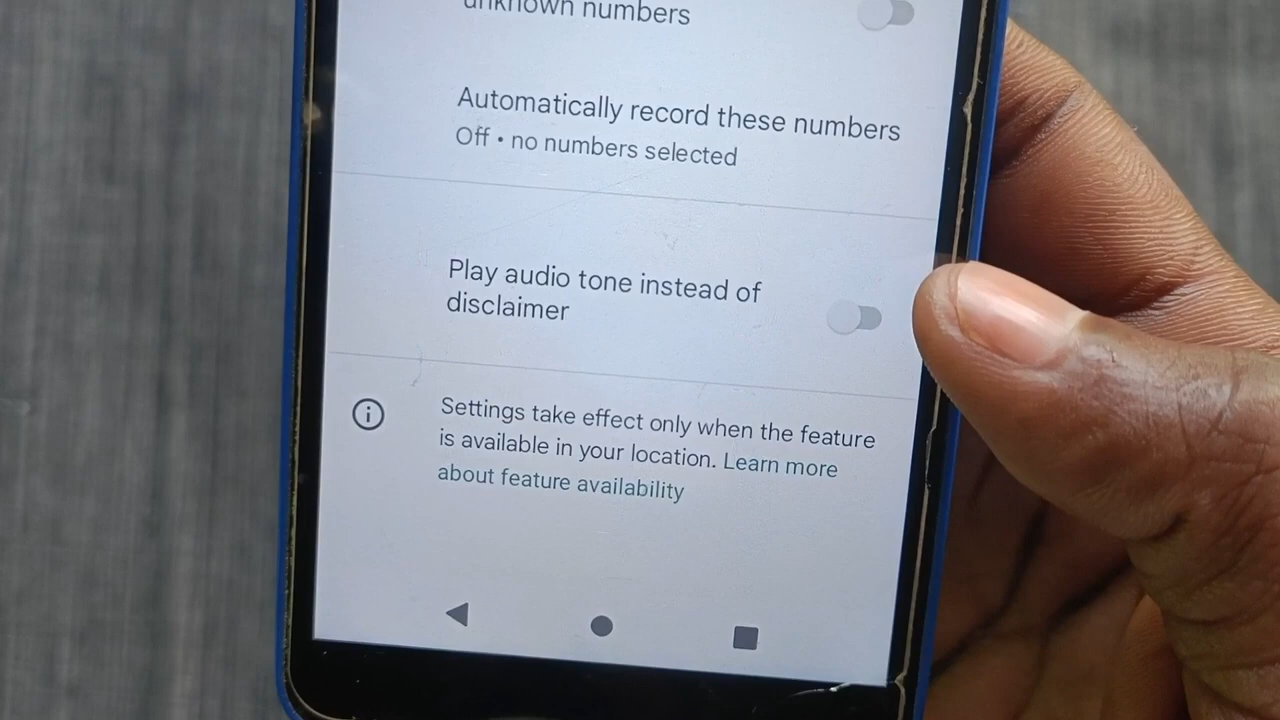 unknown numbers
Automatically record these numbers
Off • no numbers selected
Play audio tone instead of
disclaimer
Settings take effect only when the feature
is available in your location. Learn more
about feature availability